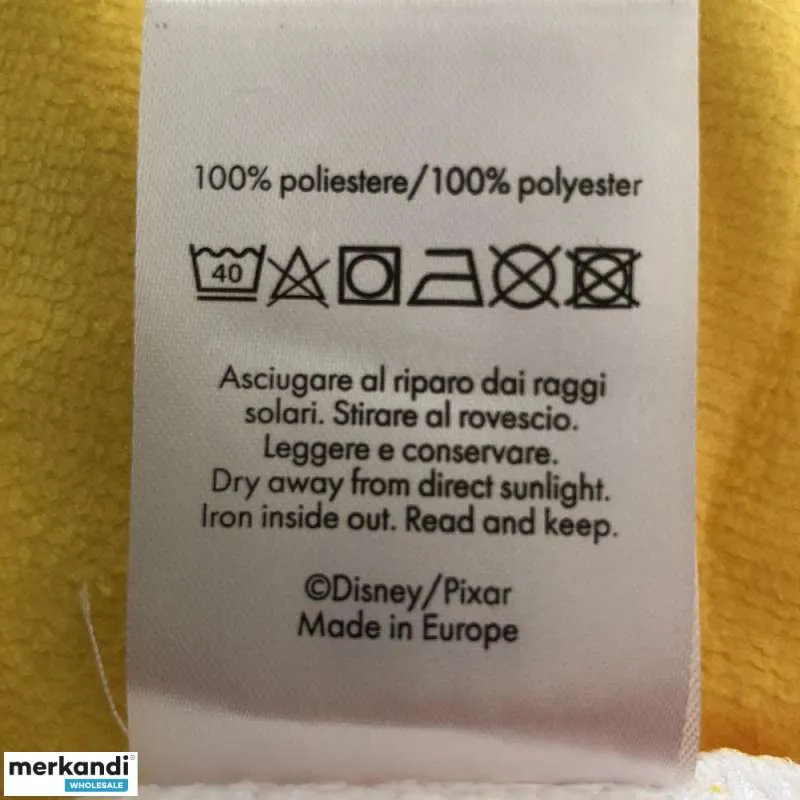 100% poliestere/100% polyester
40
Asciugare al riparo dai raggi
solari. Stirare al rovescio.
Leggere e conservare.
Dry away from direct sunlight.
Iron inside out. Read and keep.
©Disney/Pixar
Made in Europe
merkandi®
WHOLESALE